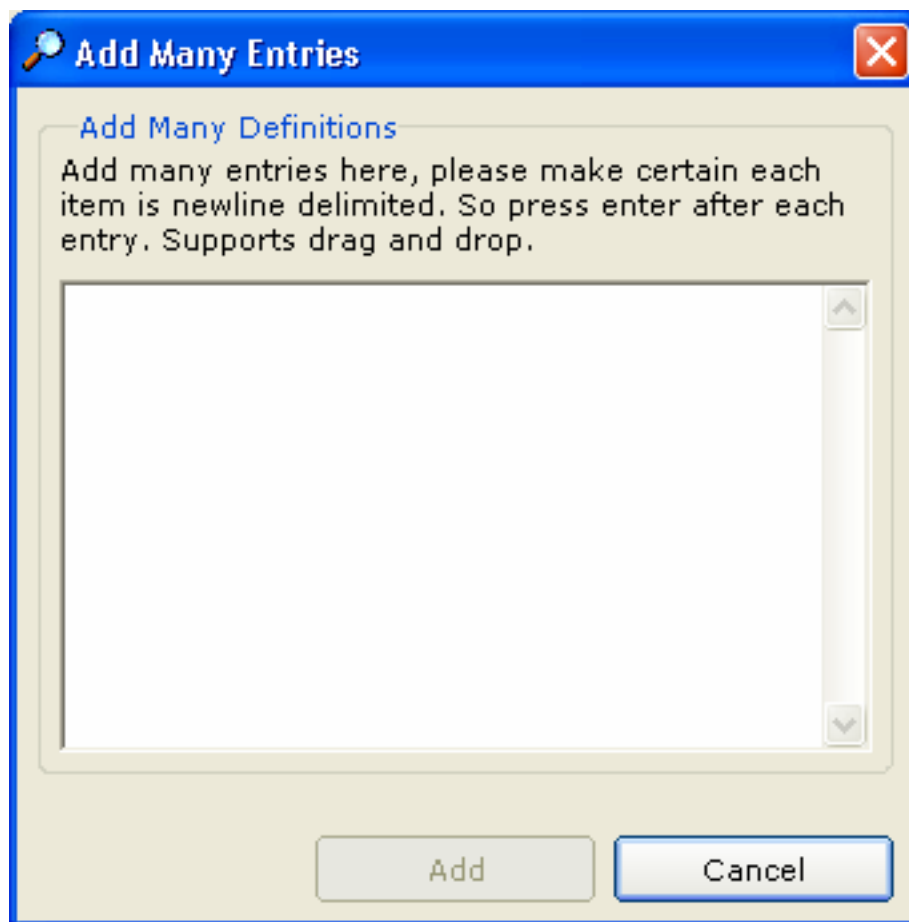 Add Many Entries
Add Many Definitions
Add many entries here, please make certain each
item is newline delimited. So press enter after each
entry. Supports drag and drop.
Add
Cancel